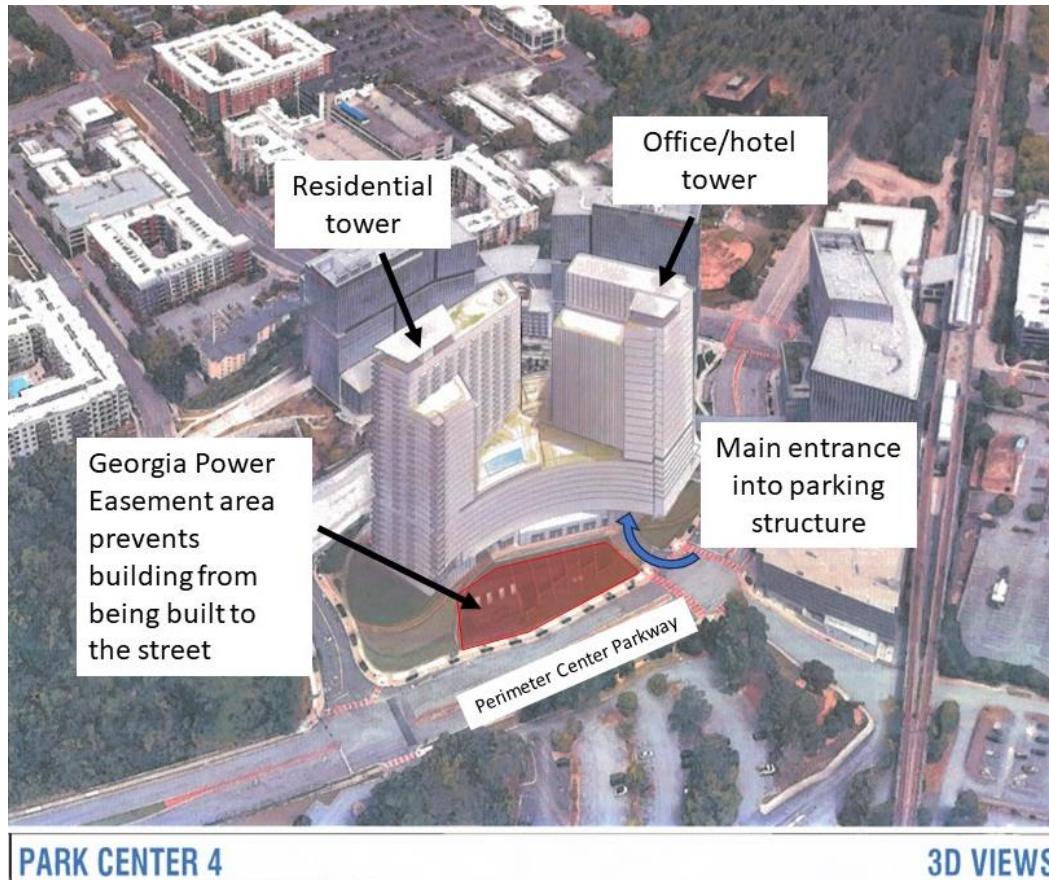 Office/hotel
tower
Residential
tower
Georgia Power
Easement area
prevents
building from
being built to
the street
Main entrance
into parking
structure
Perimeter Center Parkway
PARK CENTER 4
3D VIEWS